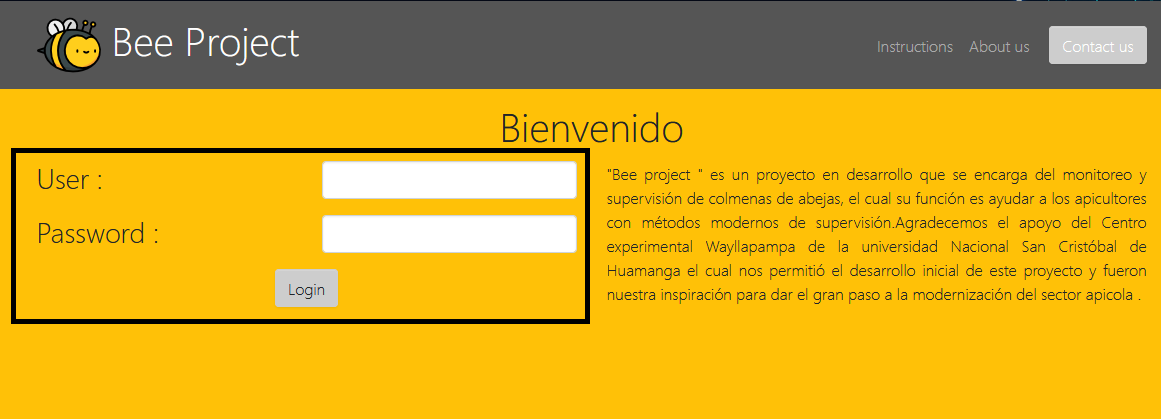 Bee Project
Instructions About us Contact us
Bienvenido
User :
Password :
Login
"Bee project " es un proyecto en desarrollo que se encarga del monitoreo y
supervisión de colmenas de abejas, el cual su función es ayudar a los apicultores
con métodos modernos de supervisión.Agradecemos el apoyo del Centro
experimental Wayllapampa de la universidad Nacional San Cristóbal de
Huamanga el cual nos permitió el desarrollo inicial de este proyecto y fueron
nuestra inspiración para dar el gran paso a la modernización del sector apicola .